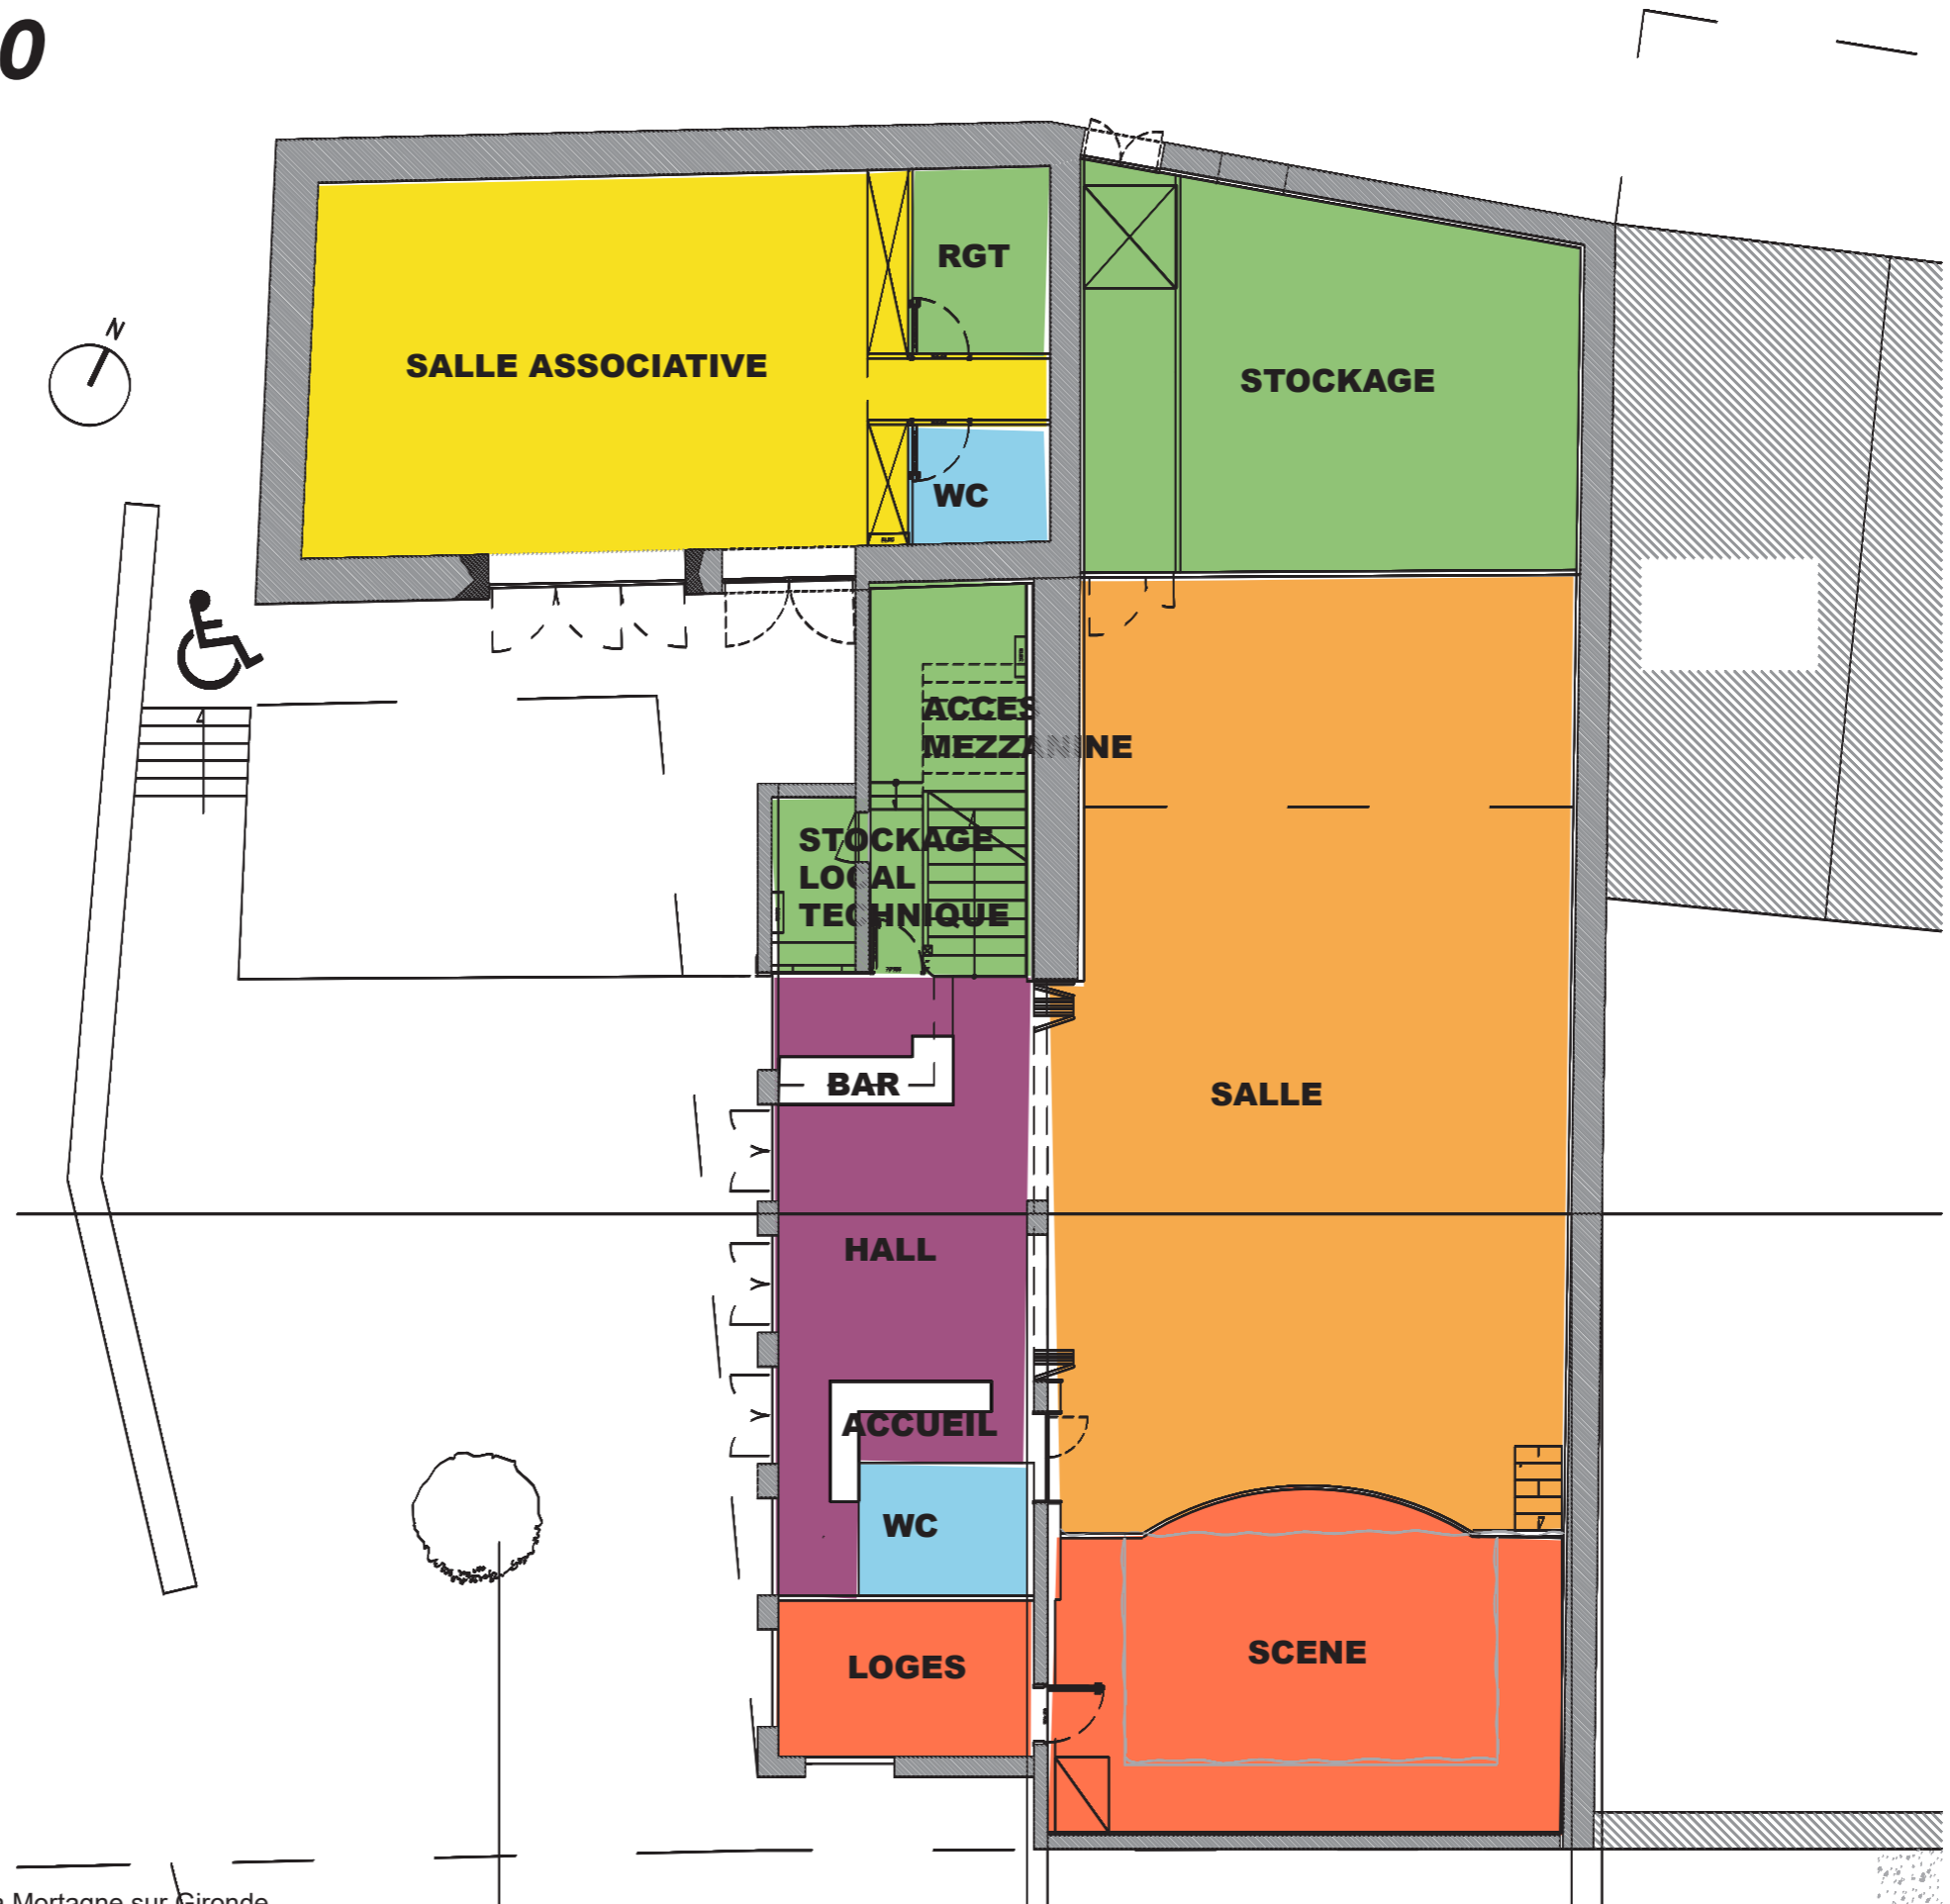 0
N
RGT
SALLE ASSOCIATIVE
STOCKAGE
WC
ACCES
MEZZANINE
STOCKAGE
LOCAL
TECHNIQUE
BAR
SALLE
HALL
ACCUEIL
WC
SCENE
LOGES
Mortagne sur Gironde